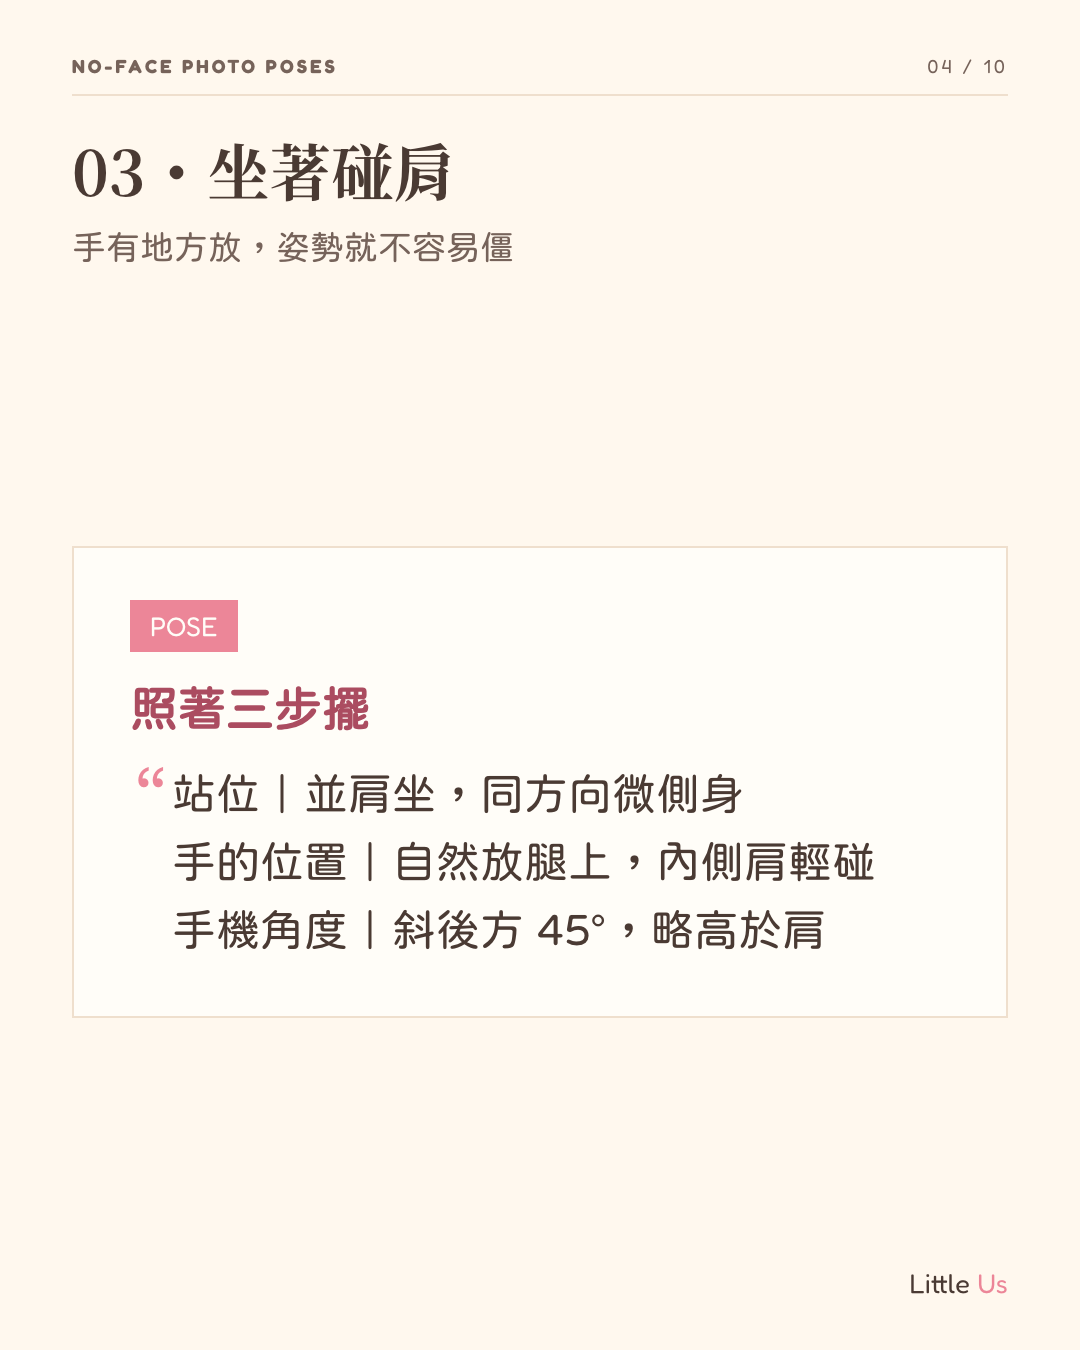 NO-FACE PHOTO POSES
04 / 10
03・坐著碰肩
手有地方放，姿勢就不容易僵
POSE
照著三步擺
“站位｜並肩坐，同方向微側身
手的位置｜自然放腿上，內側肩輕碰
手機角度｜斜後方 45°，略高於肩
Little Us